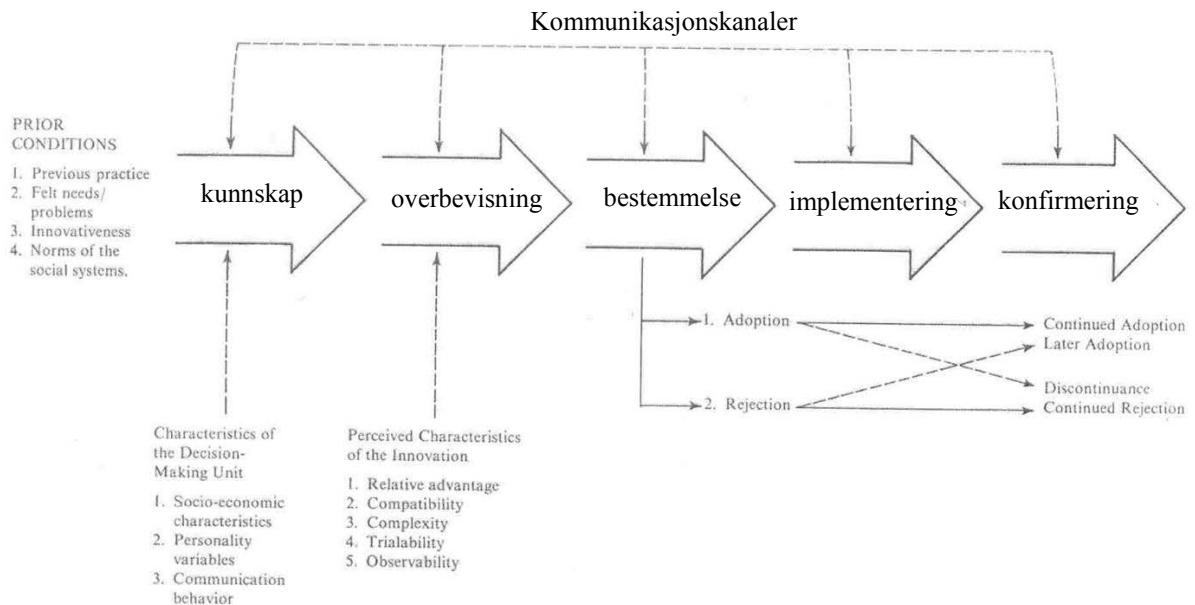 Kommunikasjonskanaler
PRIOR
CONDITIONS
1. Previous practice
2. Felt needs/
problems
3. Innovativeness
4. Norms of the
social systems.
kunnskap
overbevisning
bestemmelse
implementering
konfirmering
1. Adoption
2. Rejection
Continued Adoption
Later Adoption
Discontinuance
Continued Rejection
Characteristics of
the Decision-
Making Unit
1. Socio-economic
characteristics
2. Personality
variables
3. Communication
behavior
Perceived Characteristics
of the Innovation
1. Relative advantage
2. Compatibility
3. Complexity
4. Trialability
5. Observability